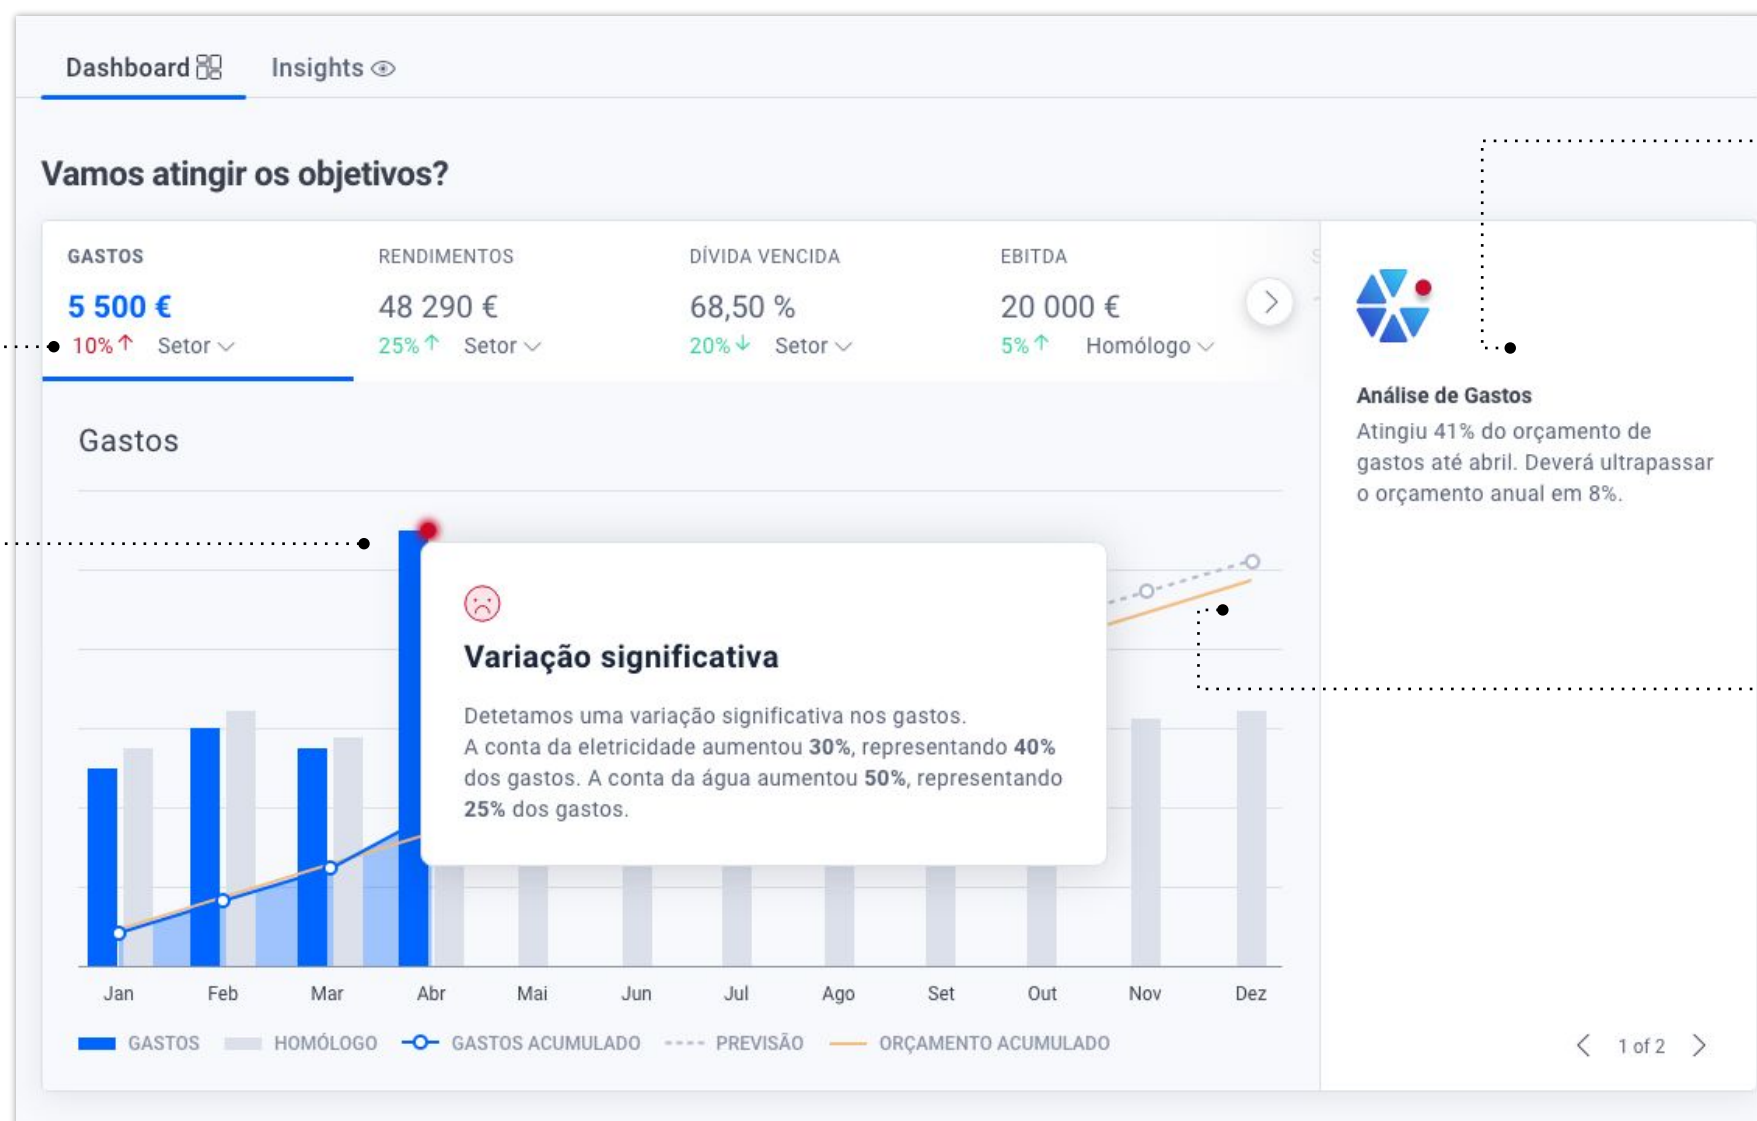 Dashboard
Insights
Vamos atingir os objetivos?
GASTOS
5 500 €
10% ↑ Setor
RENDIMENTOS
48 290 €
25% ↑ Setor
DÍVIDA VENCIDA
68,50 %
20% ↓ Setor
EBITDA
20 000 €
5% ↑ Homólogo
Análise de Gastos
Atingiu 41% do orçamento de
gastos até abril. Deverá ultrapassar
o orçamento anual em 8%.
Gastos
Variação significativa
Detetamos uma variação significativa nos gastos.
A conta da eletricidade aumentou 30%, representando 40%
dos gastos. A conta da água aumentou 50%, representando
25% dos gastos.
Jan Feb Mar Abr Mai Jun Jul Ago Set Out Nov Dez
GASTOS HOMÓLOGO GASTOS ACUMULADO PREVISÃO ORÇAMENTO ACUMULADO
1 of 2